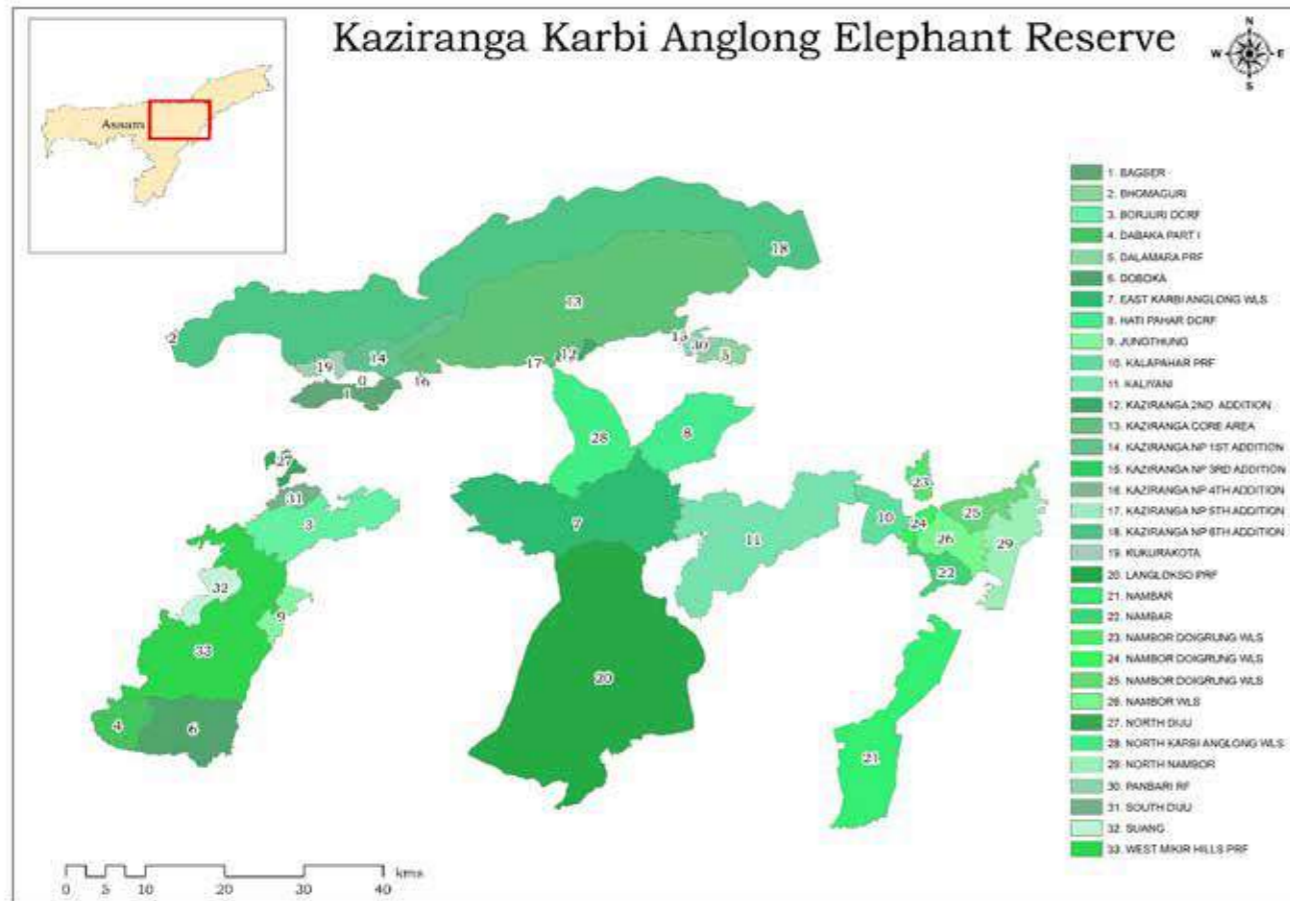 Kaziranga Karbi Anglong Elephant Reserve
N
W
E
S
Assam
1. BAGSER
2. BHOMAGURI
3. BORJURI DCRF
4. DABAKA PART I
5. DALAMARA PRF
6. DOBOKA
7. EAST KARBI ANGLONG WLS
8. HATI PAHAR DCRF
9. JUNGTHUNG
10. KALAPAHAR PRF
11. KALIYANI
12. KAZIRANGA 2ND ADDITION
13. KAZIRANGA CORE AREA
14. KAZIRANGA NP 1ST ADDITION
15. KAZIRANGA NP 3RD ADDITION
16. KAZIRANGA NP 4TH ADDITION
17. KAZIRANGA NP 5TH ADDITION
18. KAZIRANGA NP 6TH ADDITION
19. KUKURAKOTA
20. LANGLOKSO PRF
21. NAMBAR
22. NAMBAR
23. NAMBOR DOIGRUNG WLS
24. NAMBOR DOIGRUNG WLS
25. NAMBOR DOIGRUNG WLS
26. NAMBOR WLS
27. NORTH DIJU
28. NORTH KARBI ANGLONG WLS
29. NORTH NAMBOR
30. PANBARI RF
31. SOUTH DIJU
32. SUANG
33. WEST MIKIR HILLS PRF
18
13
2
15
30
5
12
17
14
19
16
0
1
28
8
27
31
3
23
25
7
10
24
11
26
29
22
32
9
33
20
4
6
21
kms
0 5 10 20 30 40